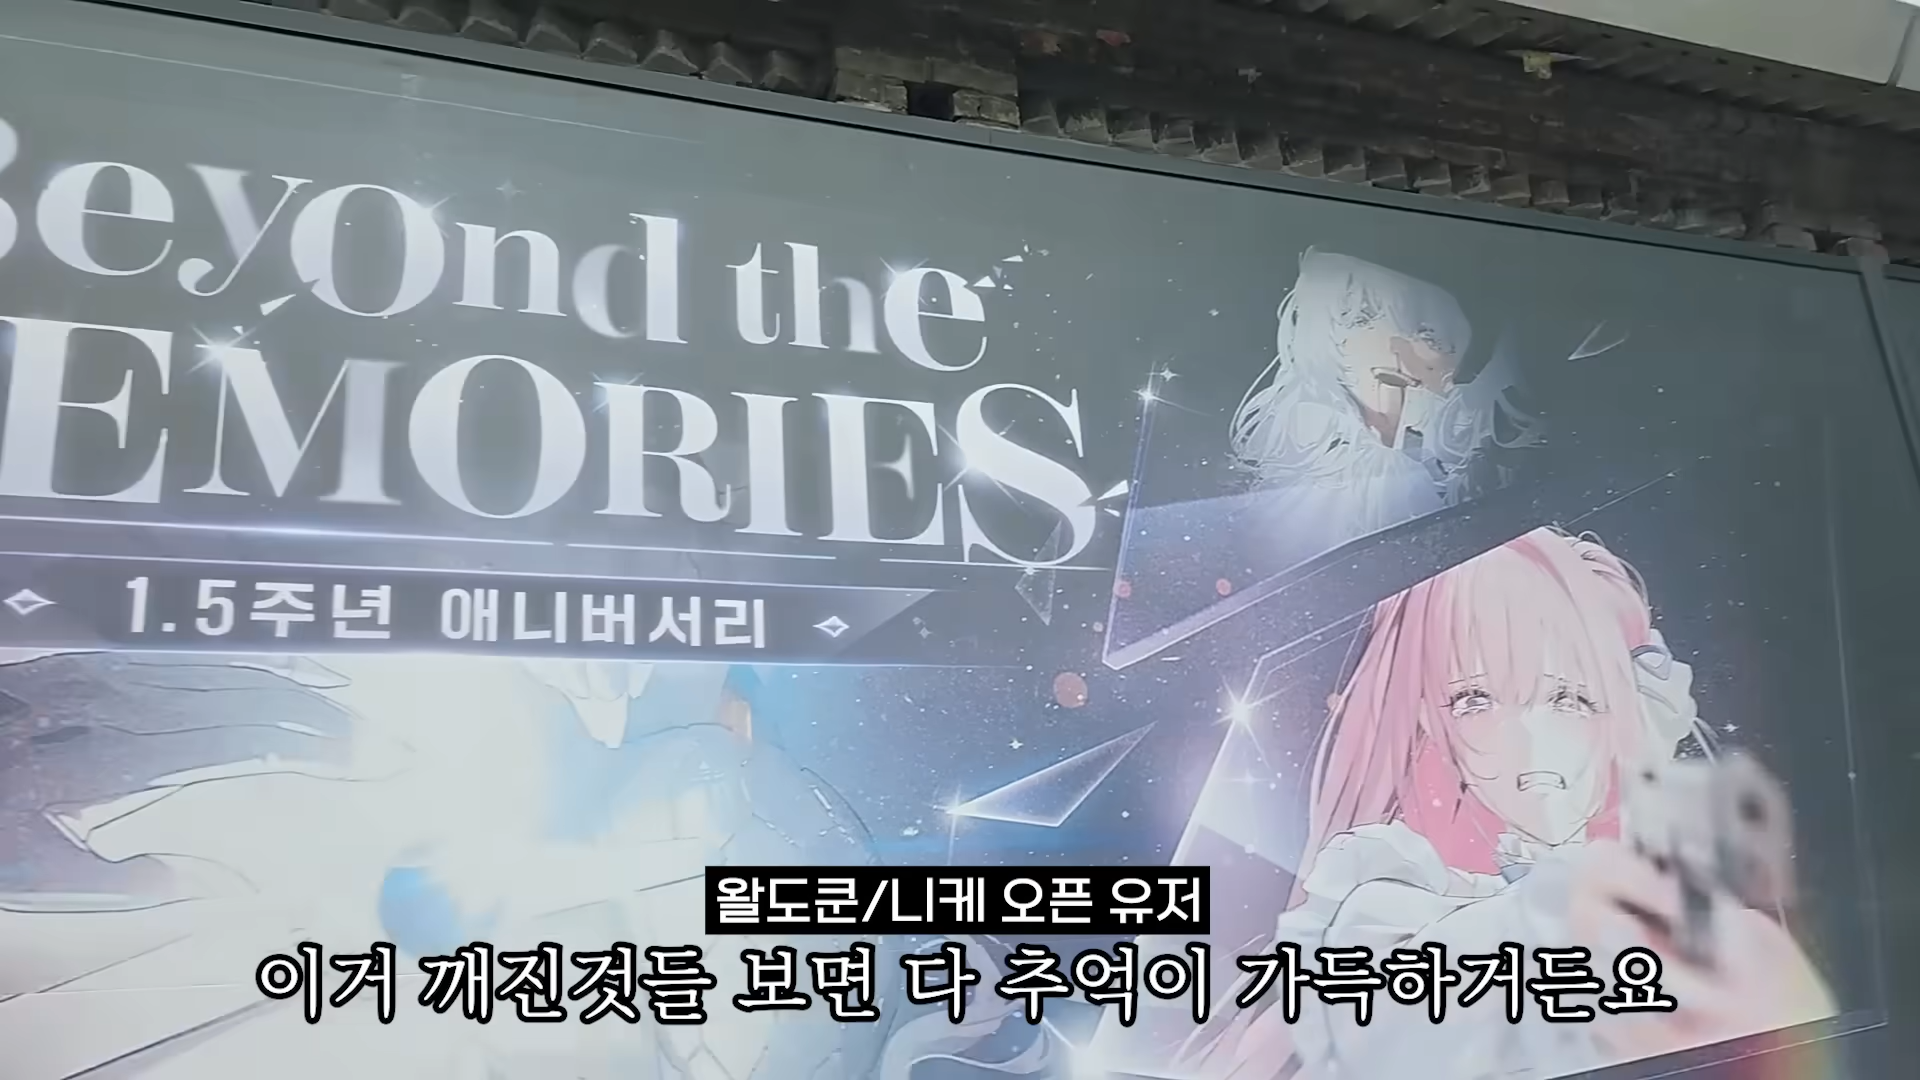 Beyond the
EMORIES
1.5주년 애니버서리
왈도쿤/니케 오픈 유저
이거 깨진것들 보면 다 추억이 가득하거든요